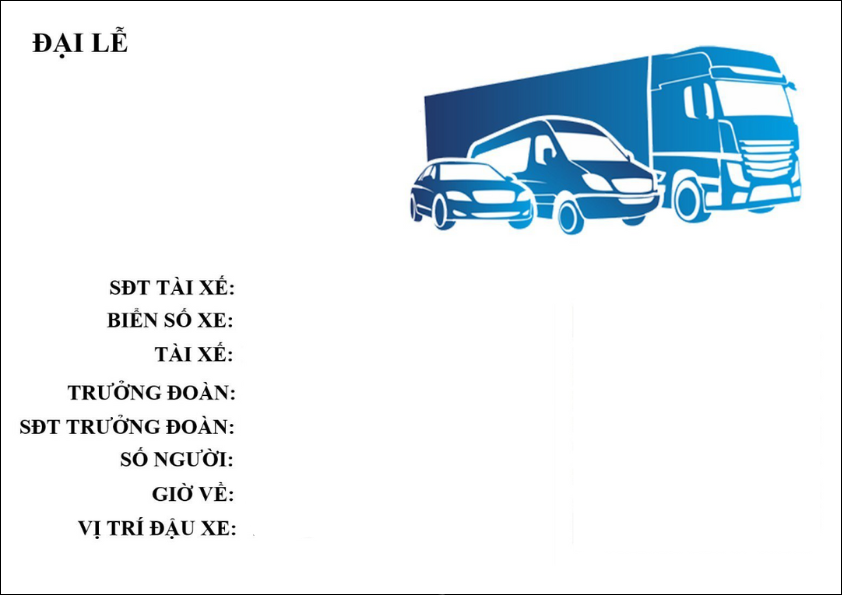 ĐẠI LỄ
SĐT TÀI XẾ:
BIỂN SỐ XE:
TÀI XẾ:
TRƯỞNG ĐOÀN:
SĐT TRƯỞNG ĐOÀN:
SỐ NGƯỜI:
GIỜ VỀ:
VỊ TRÍ ĐẬU XE: